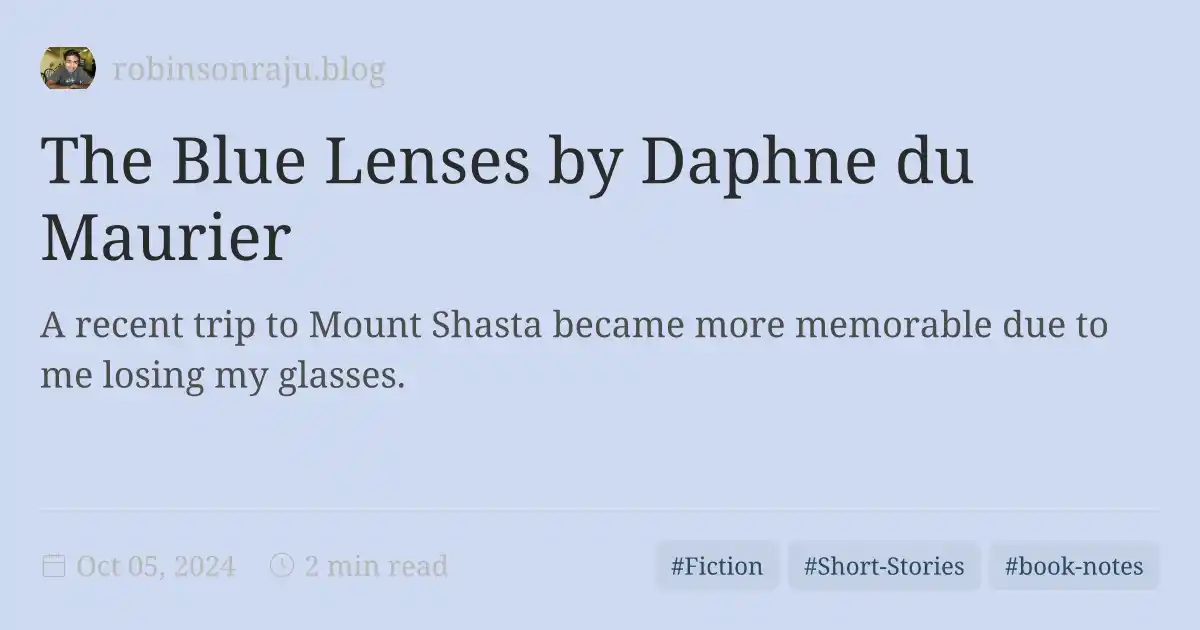 robinsonraju.blog
The Blue Lenses by Daphne du
Maurier
A recent trip to Mount Shasta became more memorable due to
me losing my glasses.
Oct 05, 2024 2 min read #Fiction #Short-Stories #book-notes